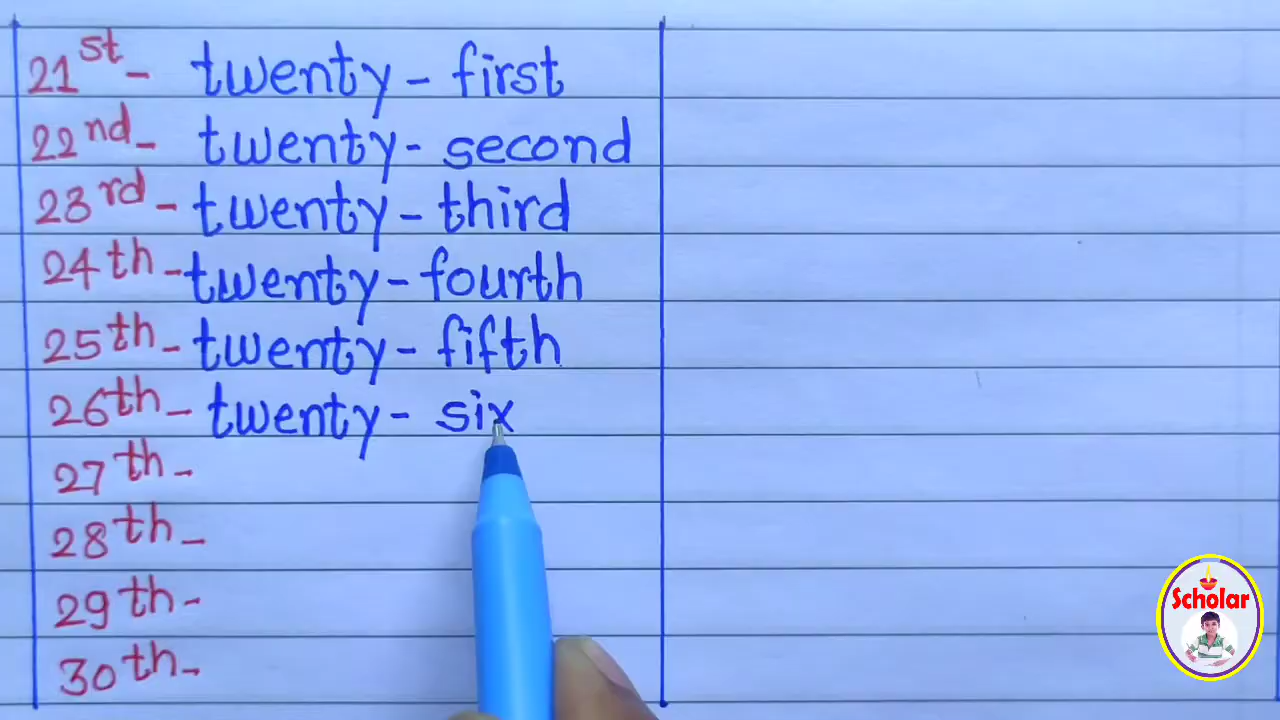 21st- twenty-first
22nd- twenty-second
23rd- twenty-third
24th-twenty-fourth
25th- twenty-fifth
26th- twenty-six
27th-
28th-
29th-
30th-
Scholar